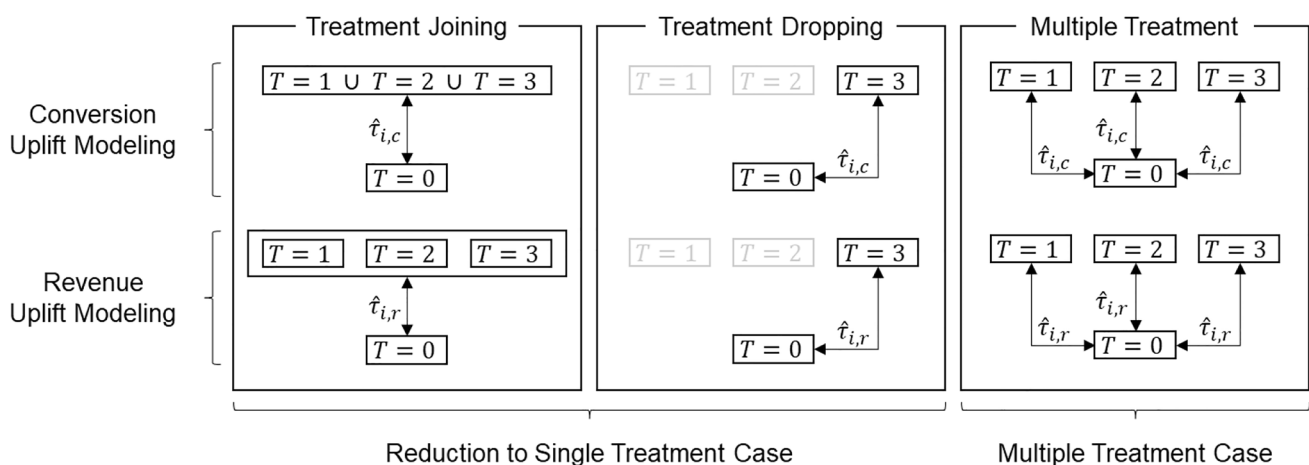 Treatment Joining
Treatment Dropping
Multiple Treatment
Conversion
Uplift Modeling
T = 1 ∪ T = 2 ∪ T = 3
τ̂i,c
T = 0
T = 1
T = 2
T = 3
T = 0
τ̂i,c
T = 1
T = 2
T = 3
τ̂i,c
τ̂i,c
τ̂i,c
T = 0
Revenue
Uplift Modeling
T = 1
T = 2
T = 3
τ̂i,r
T = 0
T = 1
T = 2
T = 3
T = 0
τ̂i,r
T = 1
T = 2
T = 3
τ̂i,r
τ̂i,r
τ̂i,r
T = 0
Reduction to Single Treatment Case
Multiple Treatment Case